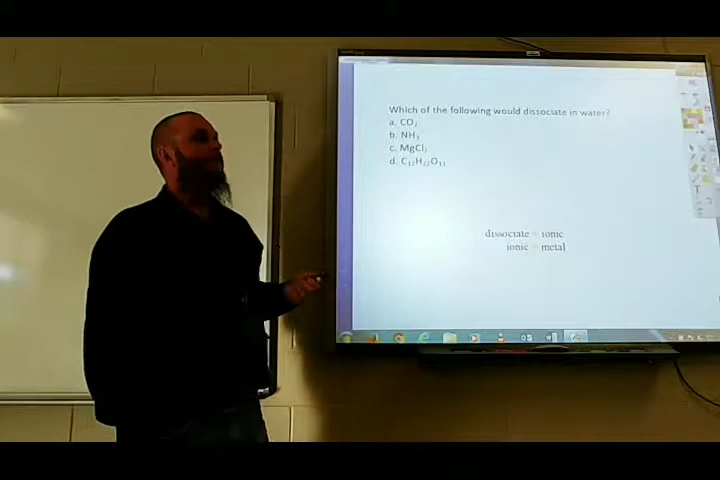 Which of the following would dissociate in water?
a. CO₂
b. NH₃
c. MgCl₂
d. C₁₂H₂₂O₁₁
dissociate = ionic
ionic = metal